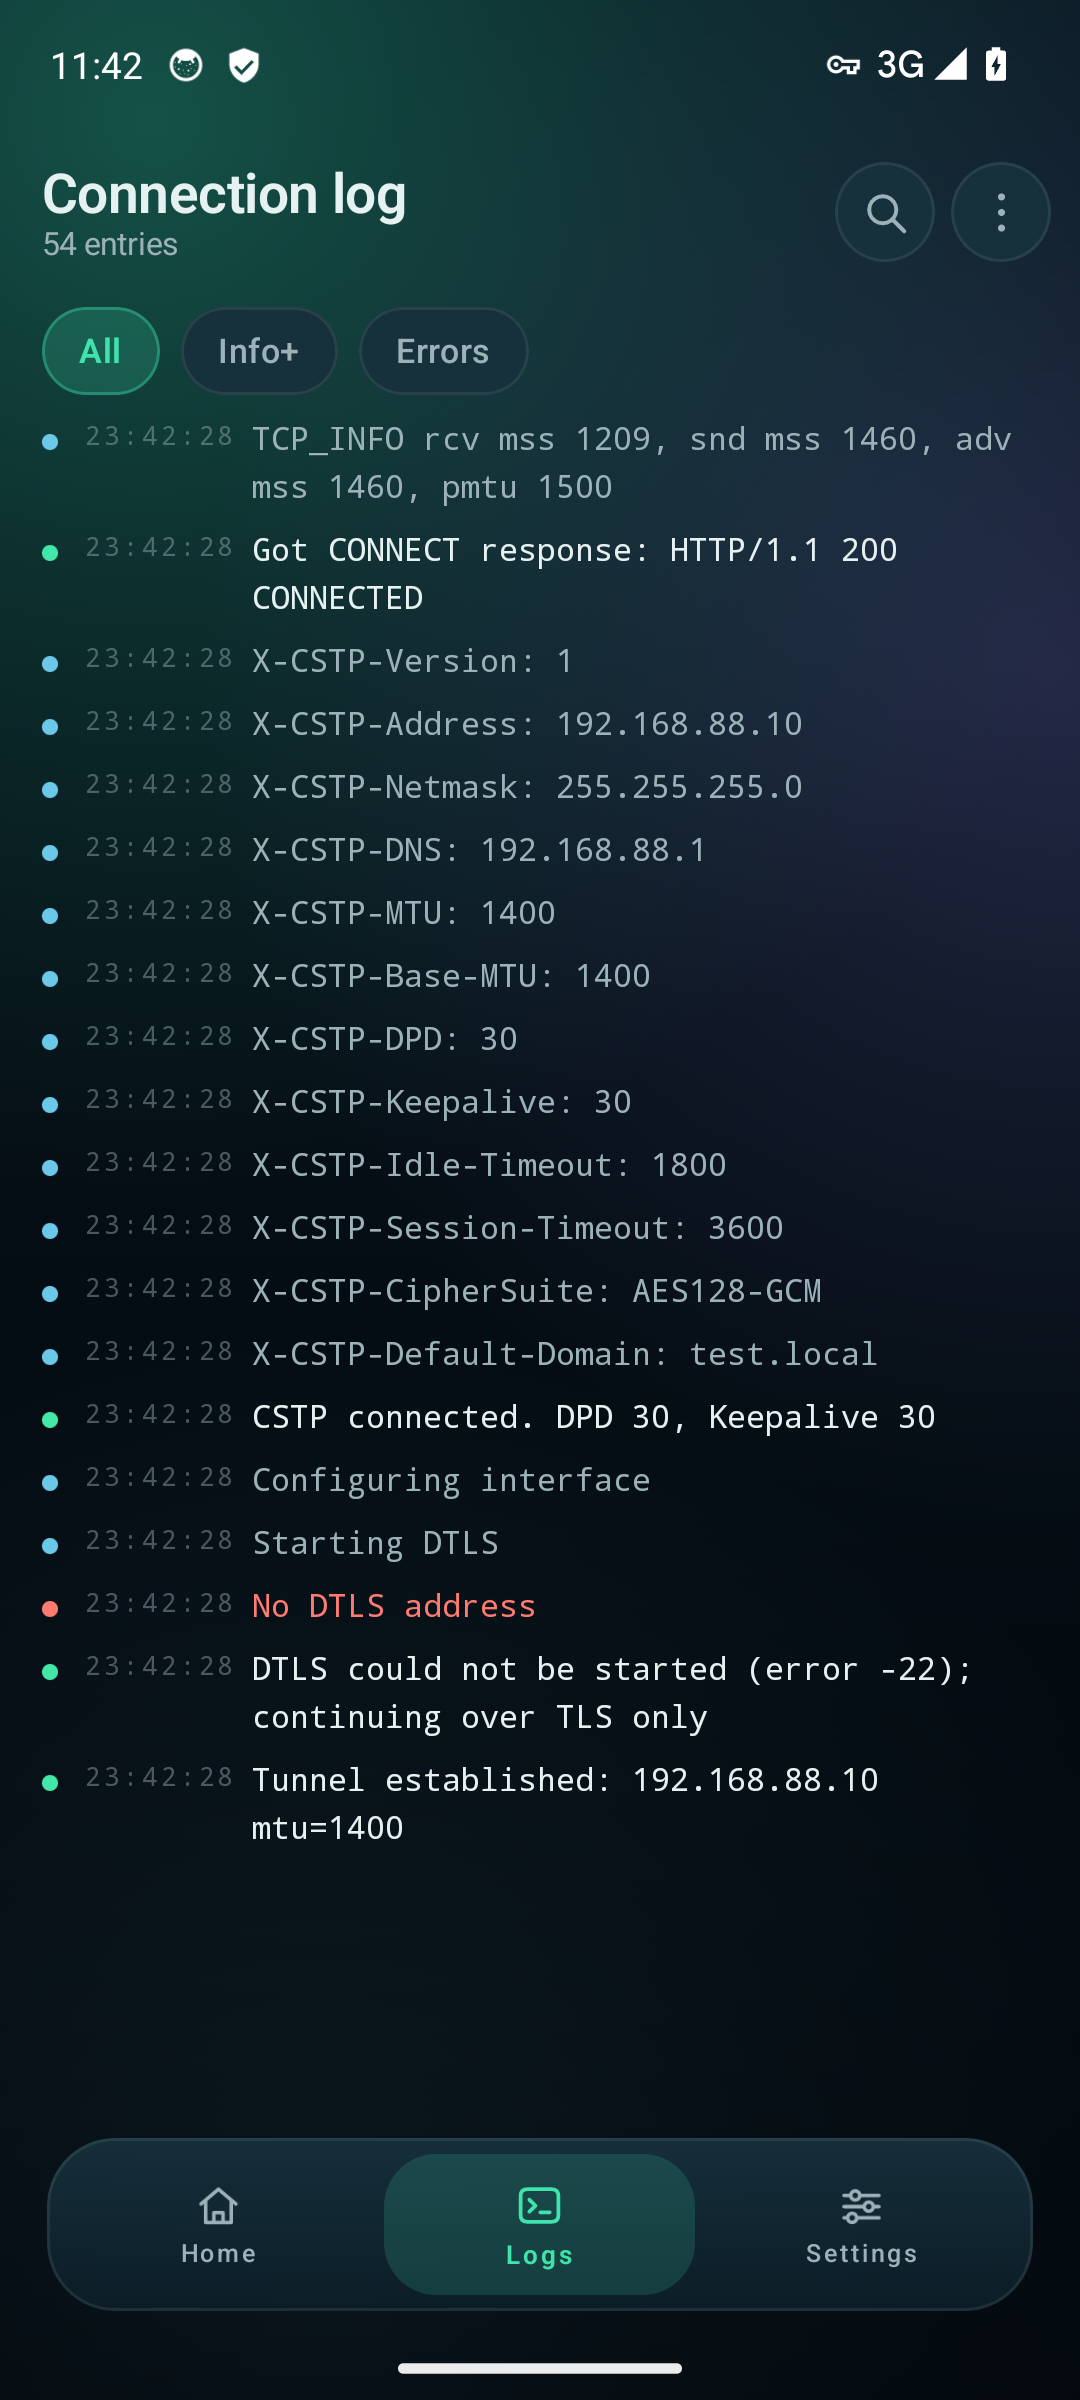 11:42
3G
Connection log
54 entries
All
Info+
Errors
23:42:28 TCP_INFO rcv mss 1209, snd mss 1460, adv
mss 1460, pmtu 1500
23:42:28 Got CONNECT response: HTTP/1.1 200
CONNECTED
23:42:28 X-CSTP-Version: 1
23:42:28 X-CSTP-Address: 192.168.88.10
23:42:28 X-CSTP-Netmask: 255.255.255.0
23:42:28 X-CSTP-DNS: 192.168.88.1
23:42:28 X-CSTP-MTU: 1400
23:42:28 X-CSTP-Base-MTU: 1400
23:42:28 X-CSTP-DPD: 30
23:42:28 X-CSTP-Keepalive: 30
23:42:28 X-CSTP-Idle-Timeout: 1800
23:42:28 X-CSTP-Session-Timeout: 3600
23:42:28 X-CSTP-CipherSuite: AES128-GCM
23:42:28 X-CSTP-Default-Domain: test.local
23:42:28 CSTP connected. DPD 30, Keepalive 30
23:42:28 Configuring interface
23:42:28 Starting DTLS
23:42:28 No DTLS address
23:42:28 DTLS could not be started (error -22);
continuing over TLS only
23:42:28 Tunnel established: 192.168.88.10
mtu=1400
Home
Logs
Settings